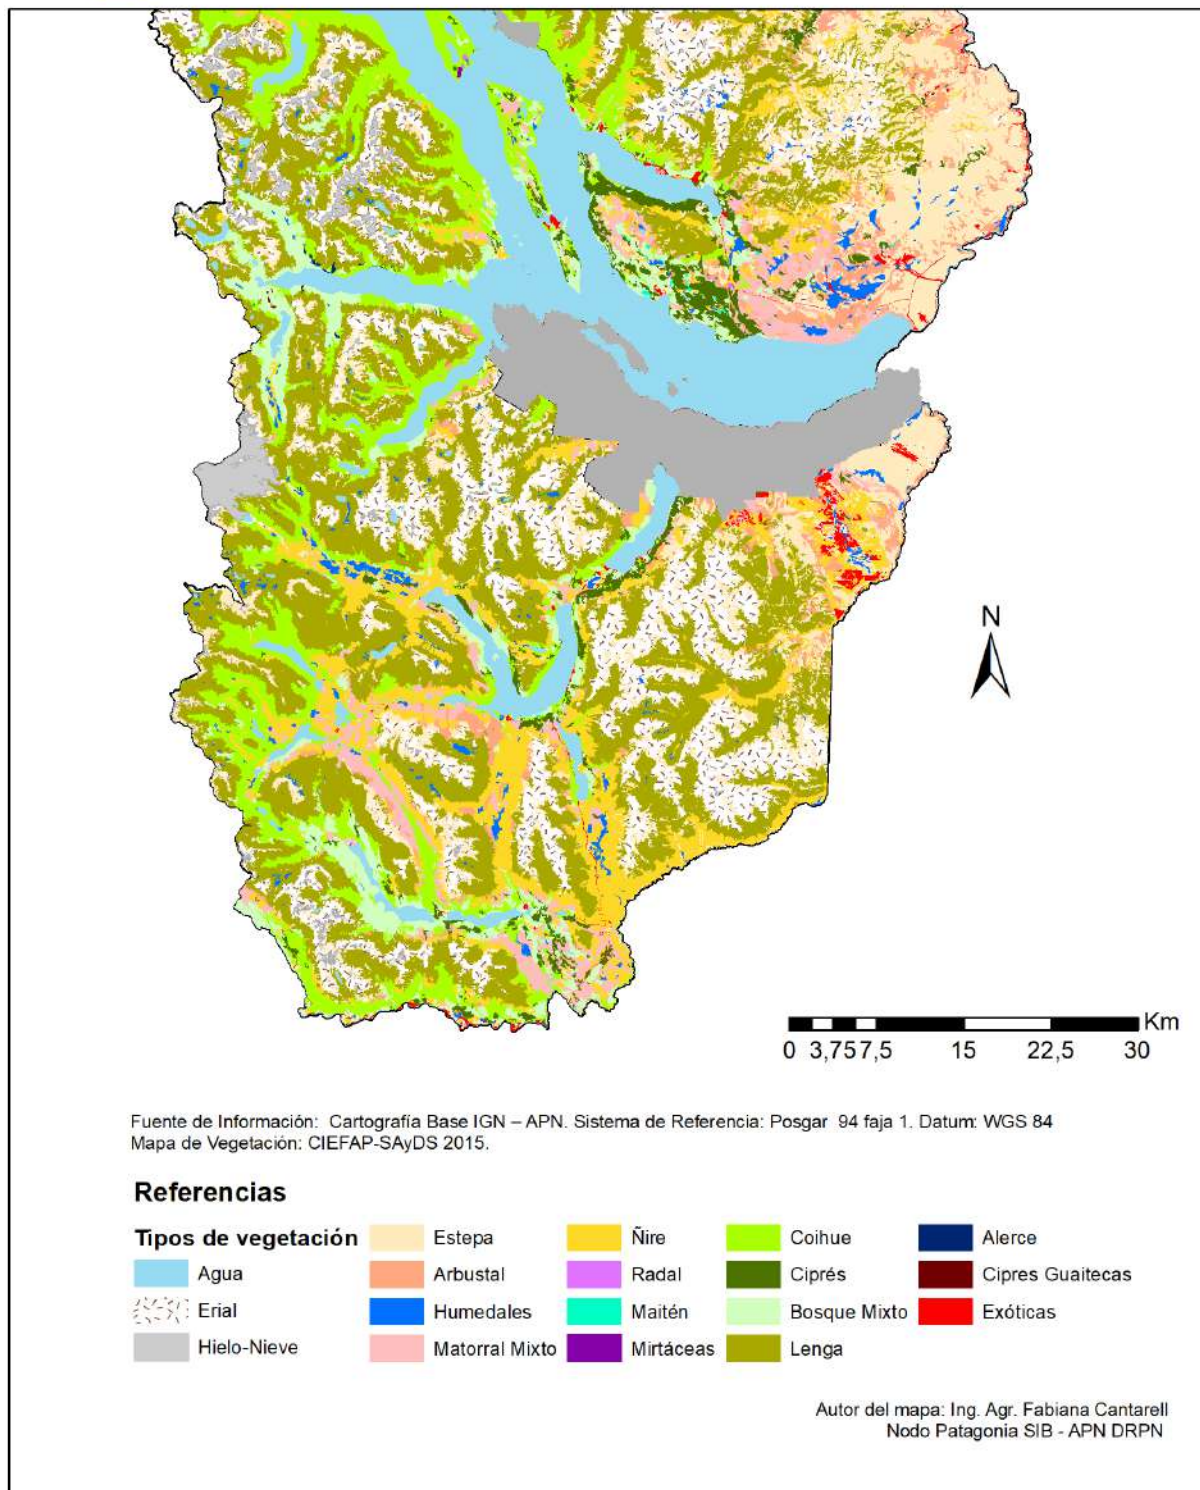 N
Km
0 3,75 7,5 15 22,5 30
Fuente de Información: Cartografía Base IGN – APN. Sistema de Referencia: Posgar 94 faja 1. Datum: WGS 84
Mapa de Vegetación: CIEFAP-SAyDS 2015.
Referencias
Tipos de vegetación
Agua
Erial
Hielo-Nieve
Estepa
Arbustal
Humedales
Matorral Mixto
Ñire
Radal
Maitén
Mirtáceas
Coihue
Ciprés
Bosque Mixto
Lenga
Alerce
Cipres Guaitecas
Exóticas
Autor del mapa: Ing. Agr. Fabiana Cantarell
Nodo Patagonia SIB - APN DRPN